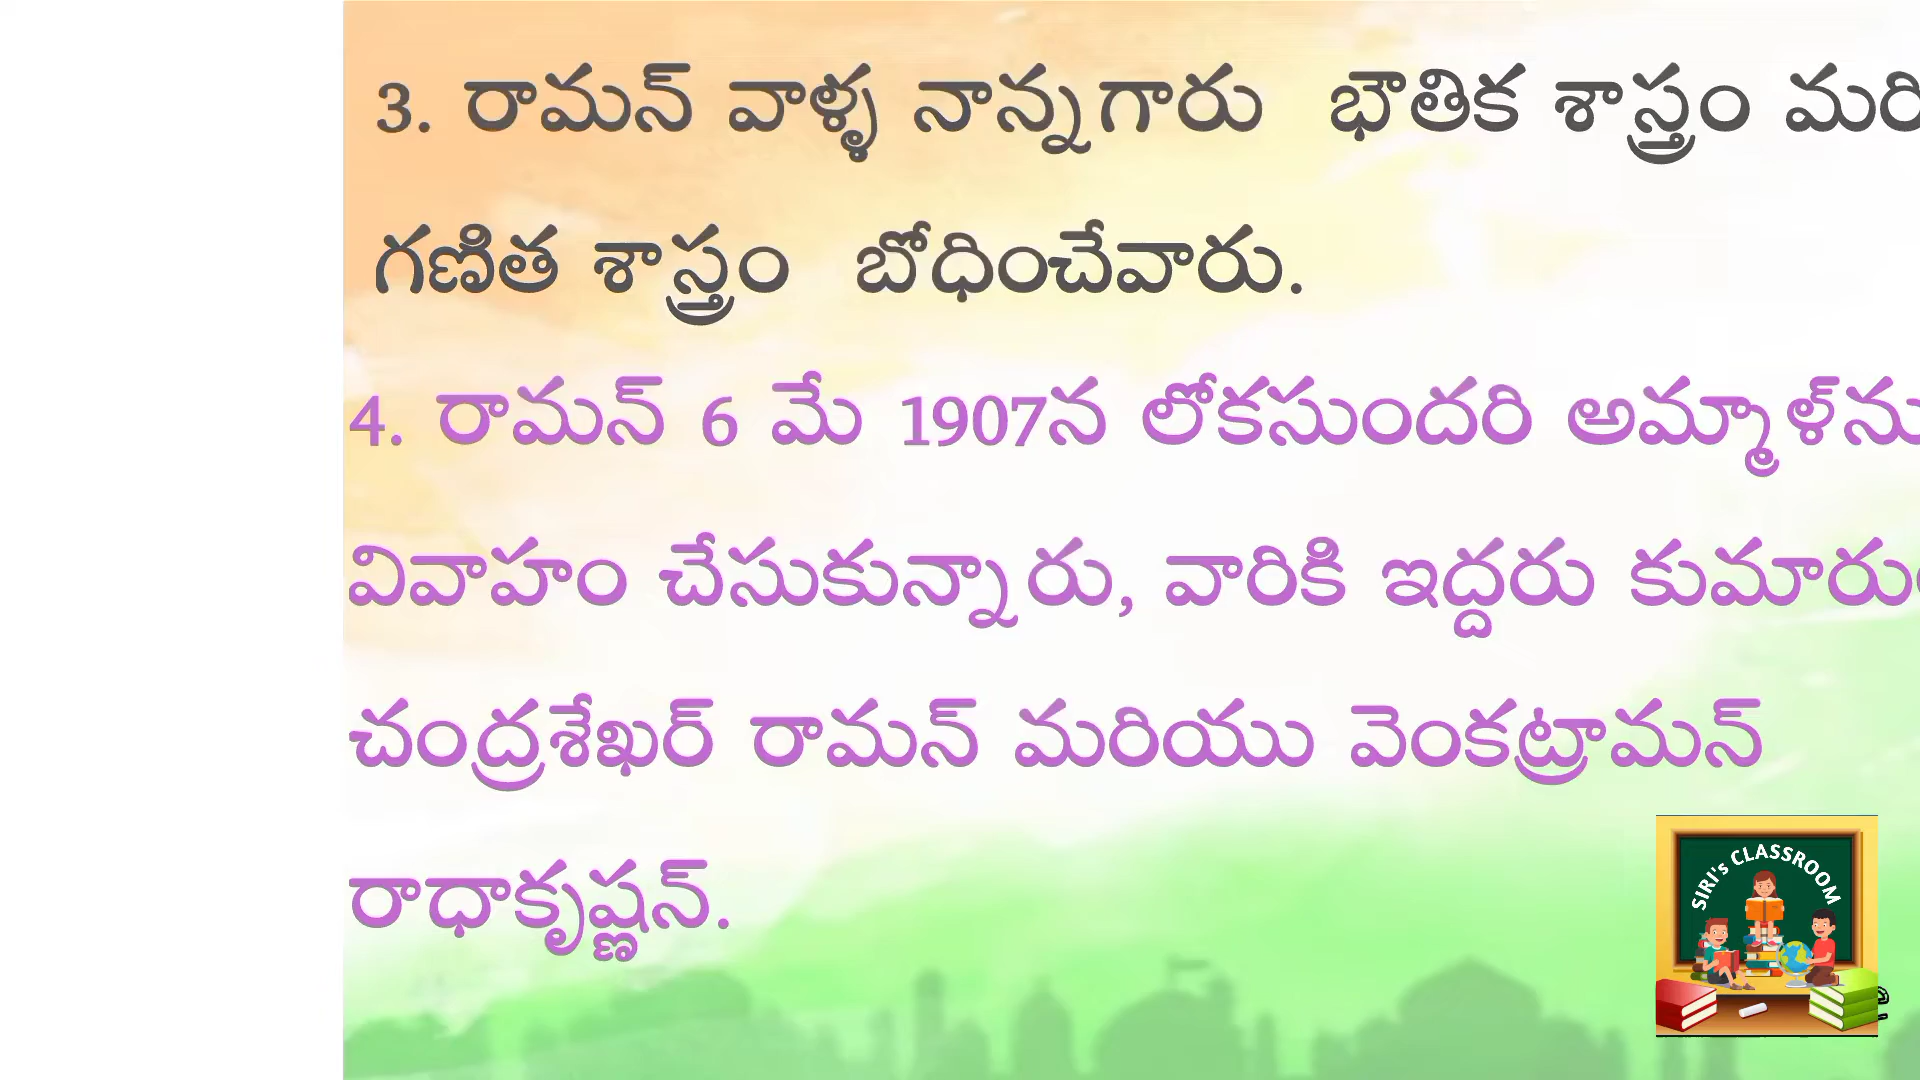 3. రామన్ వాళ్ళ నాన్నగారు భౌతిక శాస్త్రం
గణిత శాస్త్రం బోధించేవారు.
4. రామన్ 6 మే 1907న లోకసుందరి అమ్మాళ్‌ను
వివాహం చేసుకున్నారు, వారికి ఇద్దరు
చంద్రశేఖర్ రామన్ మరియు వెంకట్రామన్
రాధాకృష్ణన్.
SIRI's CLASSROOM